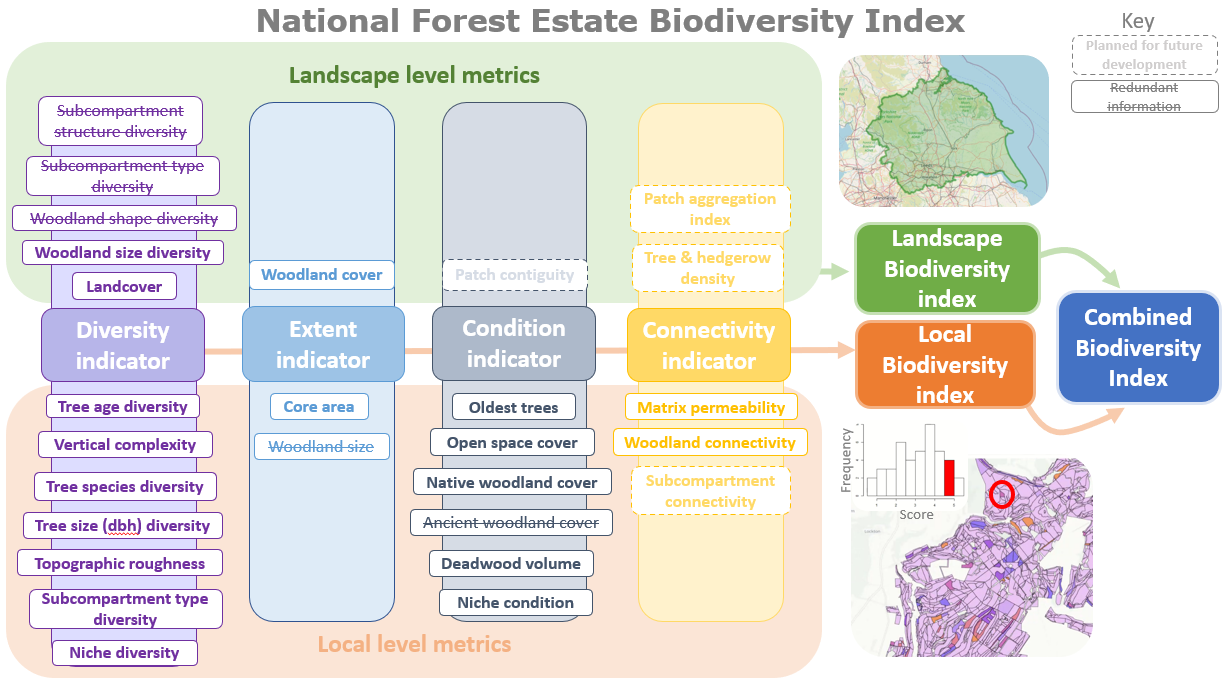 National Forest Estate Biodiversity Index
Key
Planned for future
development
Redundant
information
Landscape level metrics
Subcompartment
structure diversity
Subcompartment type
diversity
Woodland shape diversity
Woodland size diversity
Landcover
Woodland cover
Patch contiguity
Patch aggregation
index
Tree & hedgerow
density
Diversity
indicator
Extent
indicator
Condition
indicator
Connectivity
indicator
Landscape
Biodiversity
index
Local
Biodiversity
index
Combined
Biodiversity
Index
Tree age diversity
Vertical complexity
Tree species diversity
Tree size (dbh) diversity
Topographic roughness
Subcompartment type
diversity
Niche diversity
Core area
Woodland size
Oldest trees
Open space cover
Native woodland cover
Ancient woodland cover
Deadwood volume
Niche condition
Matrix permeability
Woodland connectivity
Subcompartment
connectivity
Local level metrics
Frequency
1 2 3 4 5
Score